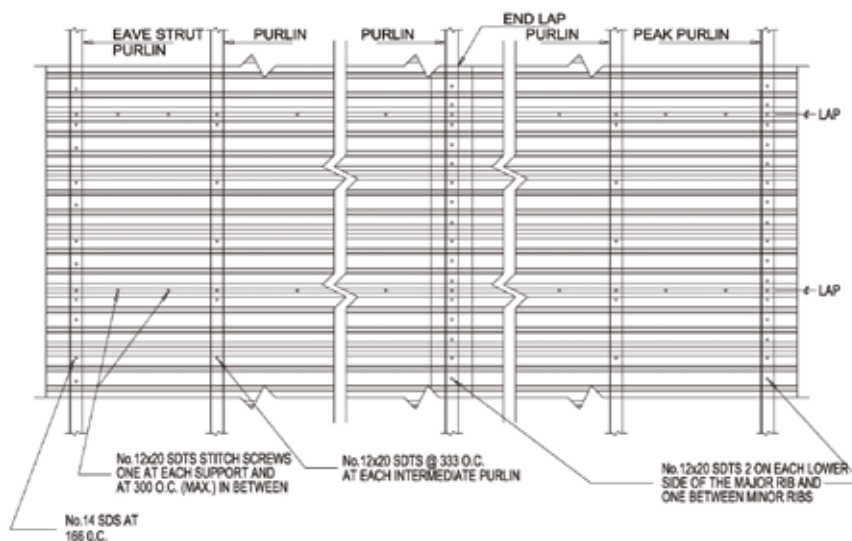 END LAP
EAVE STRUT
PURLIN
PURLIN
PURLIN
PURLIN
PEAK PURLIN
LAP
LAP
No.12x20 SDTS STITCH SCREWS
ONE AT EACH SUPPORT AND
AT 300 O.C. (MAX.) IN BETWEEN
No.12x20 SDTS @ 333 O.C.
AT EACH INTERMEDIATE PURLIN
No.12x20 SDTS 2 ON EACH LOWER
SIDE OF THE MAJOR RIB AND
ONE BETWEEN MINOR RIBS
No.14 SDS AT
166 O.C.